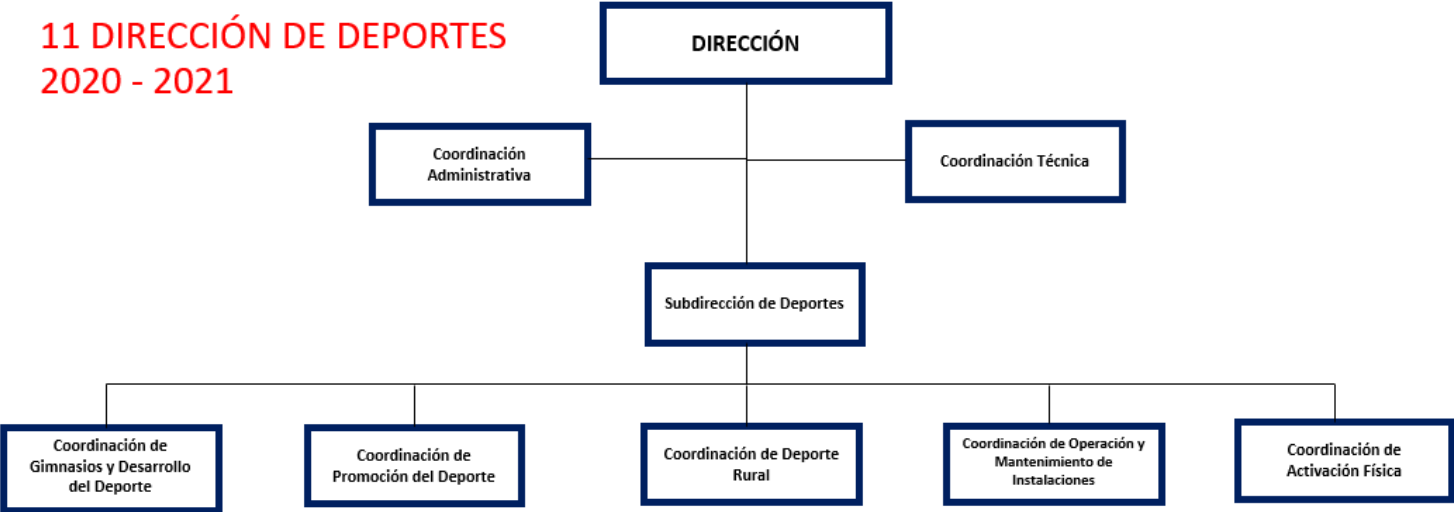 11 DIRECCIÓN DE DEPORTES
2020 - 2021
DIRECCIÓN
Coordinación
Administrativa
Coordinación Técnica
Subdirección de Deportes
Coordinación de
Gimnasios y Desarrollo
del Deporte
Coordinación de
Promoción del Deporte
Coordinación de Deporte
Rural
Coordinación de Operación y
Mantenimiento de
Instalaciones
Coordinación de
Activación Física